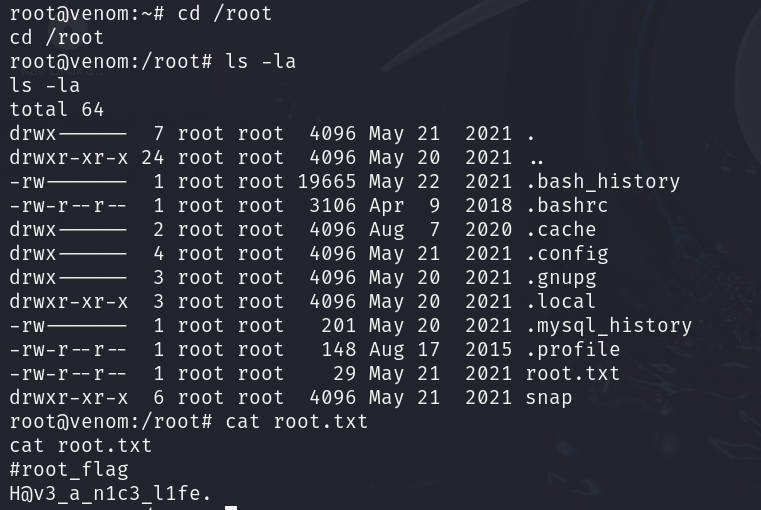 root@venom:~# cd /root
cd /root
root@venom:/root# ls -la
ls -la
total 64
drwx------  7 root root  4096 May 21  2021 .
drwxr-xr-x 24 root root  4096 May 20  2021 ..
-rw-------  1 root root 19665 May 22  2021 .bash_history
-rw-r--r--  1 root root  3106 Apr  9  2018 .bashrc
drwx------  2 root root  4096 Aug  7  2020 .cache
drwx------  4 root root  4096 May 21  2021 .config
drwx------  3 root root  4096 May 20  2021 .gnupg
drwxr-xr-x  3 root root  4096 May 20  2021 .local
-rw-------  1 root root   201 May 20  2021 .mysql_history
-rw-r--r--  1 root root   148 Aug 17  2015 .profile
-rw-r--r--  1 root root    29 May 21  2021 root.txt
drwxr-xr-x  6 root root  4096 May 21  2021 snap
root@venom:/root# cat root.txt
cat root.txt
#root_flag
H@v3_a_n1c3_l1fe.